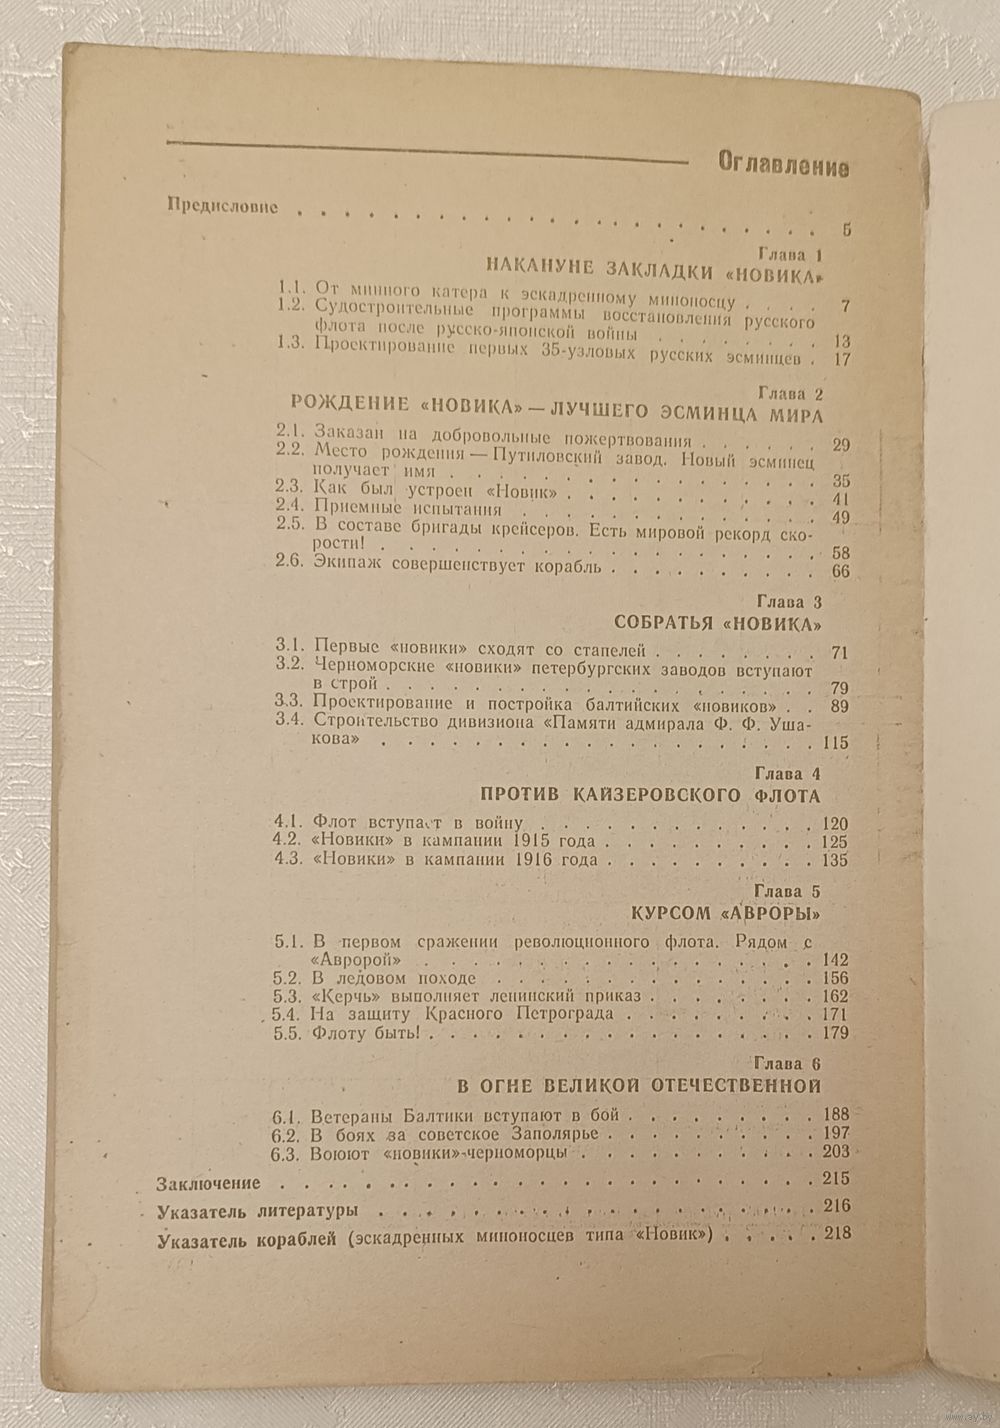 Оглавление
Предисловие . . . . . . . . . . . . . . . . . . . . . . 5
Глава 1
НАКАНУНЕ ЗАКЛАДКИ «НОВИКА»
1.1. От минного катера к эскадренному миноносцу . . . . 7
1.2. Судостроительные программы восстановления русского
флота после русско-японской войны . . . . . . . 13
1.3. Проектирование первых 35-узловых русских эсминцев . 17
Глава 2
РОЖДЕНИЕ «НОВИКА» — ЛУЧШЕГО ЭСМИНЦА МИРА
2.1. Заказан на добровольные пожертвования . . . . . 29
2.2. Место рождения — Путиловский завод. Новый эсминец
получает имя . . . . . . . . . . . . . . . . 35
2.3. Как был устроен «Новик» . . . . . . . . . . . 41
2.4. Приемные испытания . . . . . . . . . . . . . 49
2.5. В составе бригады крейсеров. Есть мировой рекорд ско-
рости! . . . . . . . . . . . . . . . . . . . 58
2.6. Экипаж совершенствует корабль . . . . . . . . . 66
Глава 3
СОБРАТЬЯ «НОВИКА»
3.1. Первые «новики» сходят со стапелей . . . . . . . 71
3.2. Черноморские «новики» петербургских заводов вступают
в строй . . . . . . . . . . . . . . . . . . . 79
3.3. Проектирование и постройка балтийских «новиков» . . 89
3.4. Строительство дивизиона «Памяти адмирала Ф. Ф. Уша-
кова» . . . . . . . . . . . . . . . . . . . 115
Глава 4
ПРОТИВ КАЙЗЕРОВСКОГО ФЛОТА
4.1. Флот вступает в войну . . . . . . . . . . . . 120
4.2. «Новики» в кампании 1915 года . . . . . . . . . 125
4.3. «Новики» в кампании 1916 года . . . . . . . . . 135
Глава 5
КУРСОМ «АВРОРЫ»
5.1. В первом сражении революционного флота. Рядом с
«Авророй» . . . . . . . . . . . . . . . . . 142
5.2. В ледовом походе . . . . . . . . . . . . . . 156
5.3. «Керчь» выполняет ленинский приказ . . . . . . . 162
5.4. На защиту Красного Петрограда . . . . . . . . 171
5.5. Флоту быть! . . . . . . . . . . . . . . . . . 179
Глава 6
В ОГНЕ ВЕЛИКОЙ ОТЕЧЕСТВЕННОЙ
6.1. Ветераны Балтики вступают в бой . . . . . . . . 188
6.2. В боях за советское Заполярье . . . . . . . . . 197
6.3. Воюют «новики»-черноморцы . . . . . . . . . . 203
Заключение . . . . . . . . . . . . . . . . . . . . . . 215
Указатель литературы . . . . . . . . . . . . . . . . . . 216
Указатель кораблей (эскадренных миноносцев типа «Новик») . . . . . 218
www.ay.by